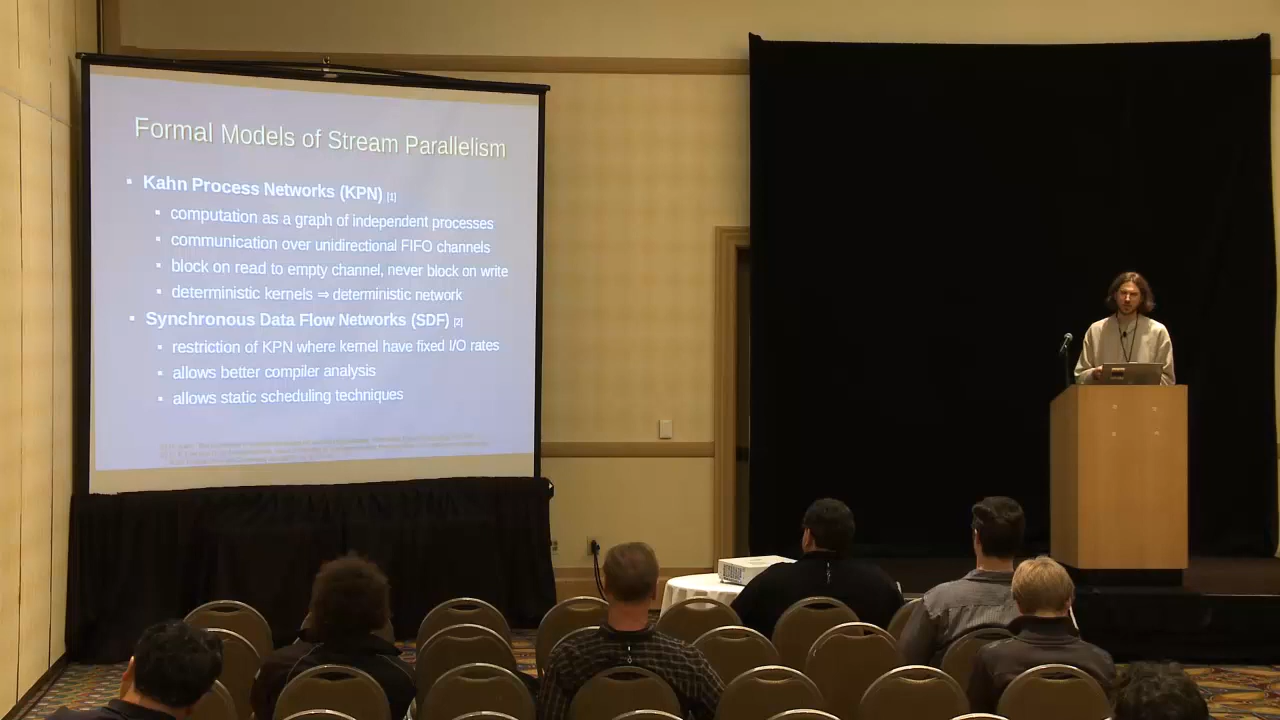 Formal Models of Stream Parallelism
▪ Kahn Process Networks (KPN) [1]
▪ computation as a graph of independent processes
▪ communication over unidirectional FIFO channels
▪ block on read to empty channel, never block on write
▪ deterministic kernels ⇒ deterministic network
▪ Synchronous Data Flow Networks (SDF) [2]
▪ restriction of KPN where kernel have fixed I/O rates
▪ allows better compiler analysis
▪ allows static scheduling techniques